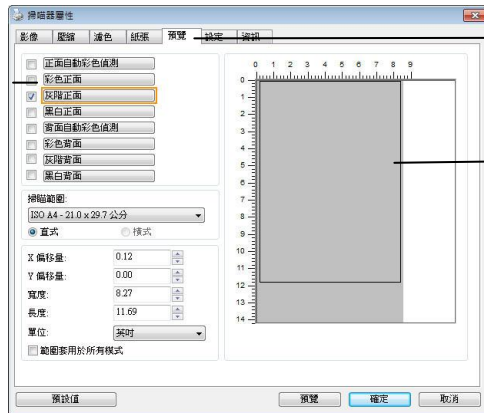 掃瞄器屬性
影像 壓縮 濾色 紙張 預覽 設定 資訊
正面自動彩色偵測
彩色正面
灰階正面
黑白正面
背面自動彩色偵測
彩色背面
灰階背面
黑白背面
掃瞄範圍:
ISO A4 - 21.0 x 29.7 公分
直式 橫式
X 偏移量: 0.12
Y 偏移量: 0.00
寬度: 8.27
長度: 11.69
單位: 英吋
範圍套用於所有模式
0 1 2 3 4 5 6 7 8 9
0
1
2
3
4
5
6
7
8
9
10
11
12
13
14
預設值 預覽 確定 取消